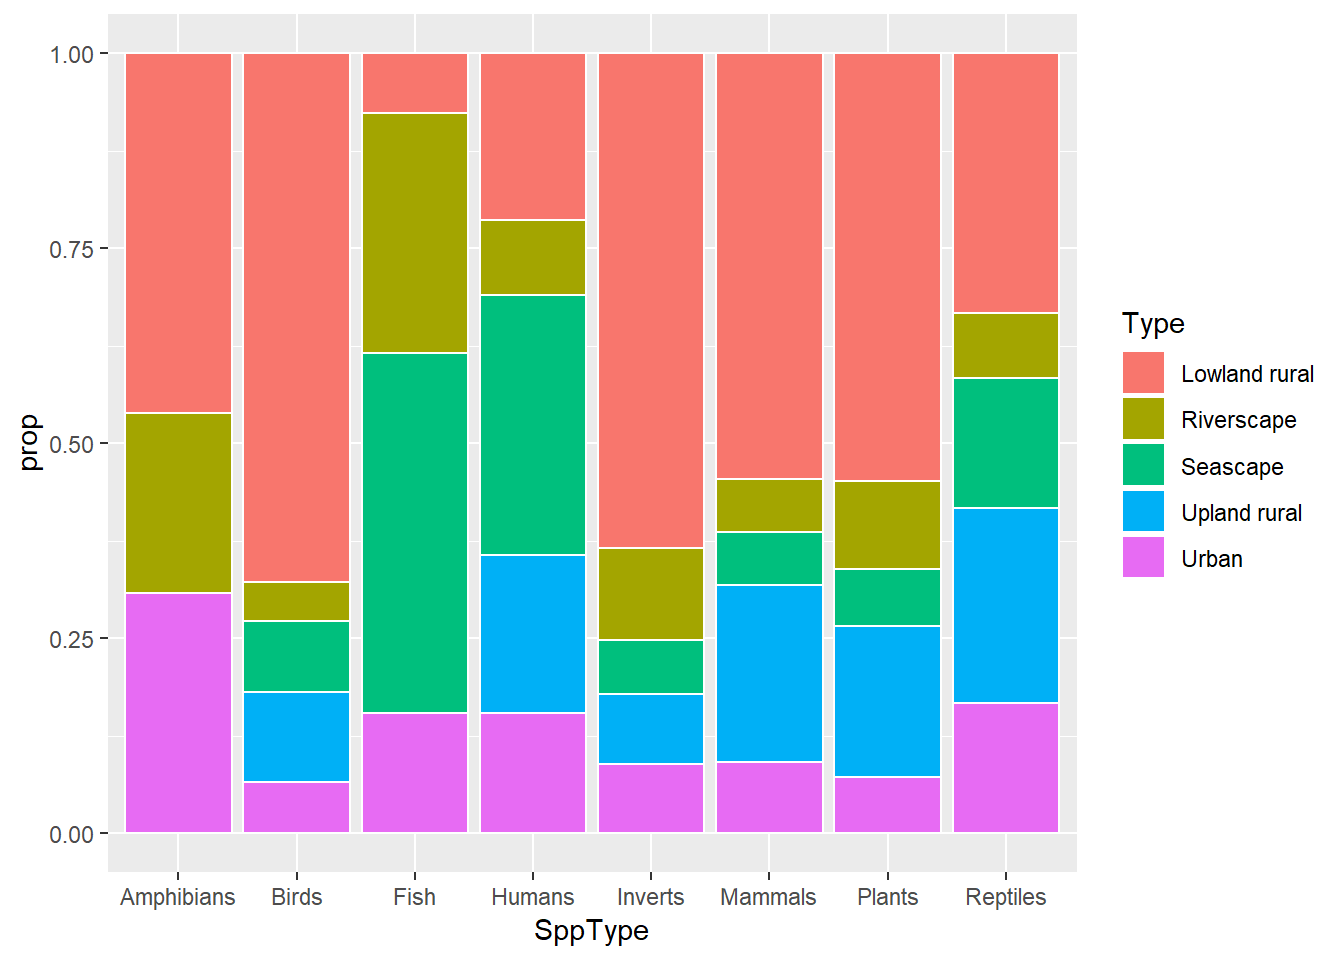 1.00
0.75
0.50
0.25
0.00
prop
Amphibians Birds Fish Humans Inverts Mammals Plants Reptiles
SppType
Type
Lowland rural
Riverscape
Seascape
Upland rural
Urban